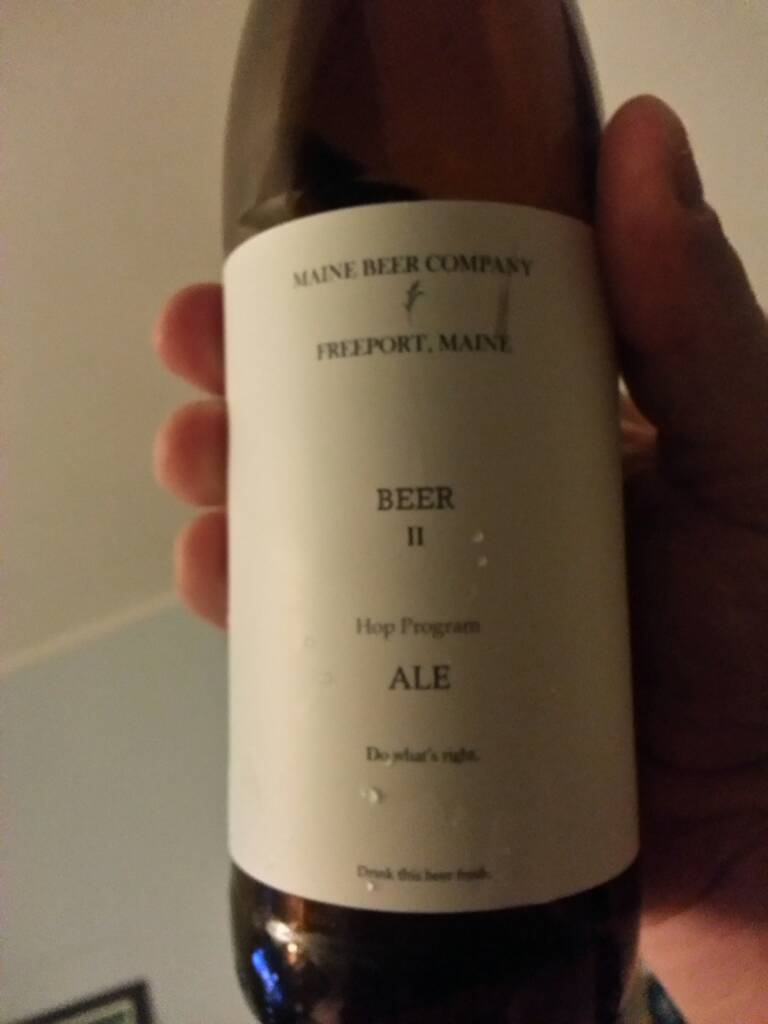 MAINE BEER COMPANY
FREEPORT, MAINE
BEER
II
Hop Program
ALE
Do what's right.
Drink this beer fresh.